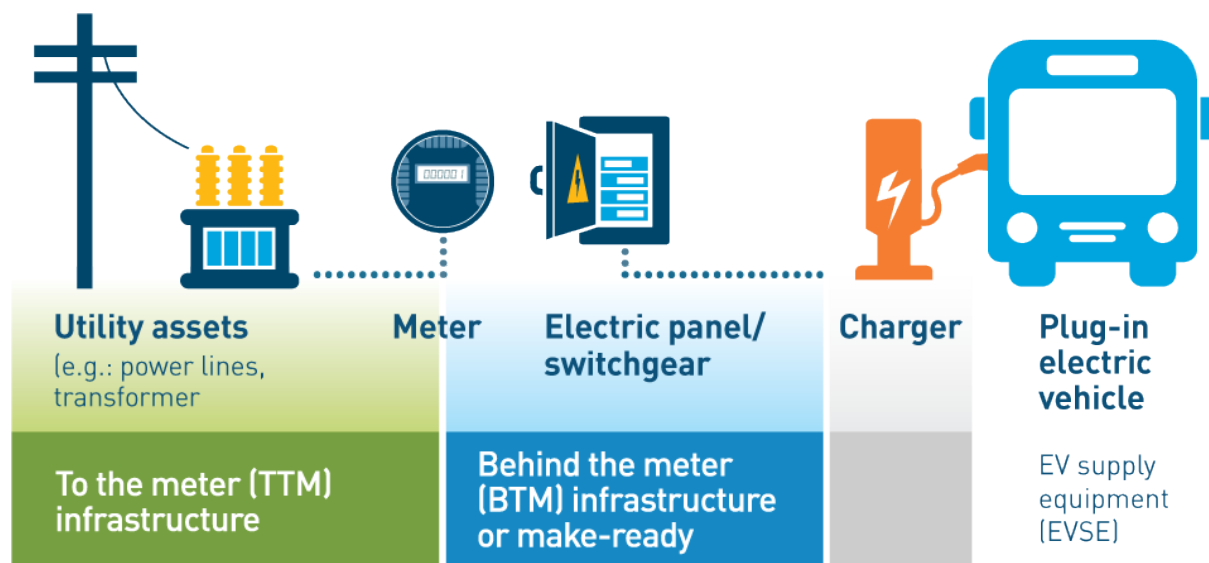 000001
Utility assets
(e.g.: power lines,
transformer
Meter
Electric panel/
switchgear
Charger
Plug-in
electric
vehicle
To the meter (TTM)
infrastructure
Behind the meter
(BTM) infrastructure
or make-ready
EV supply
equipment
(EVSE)